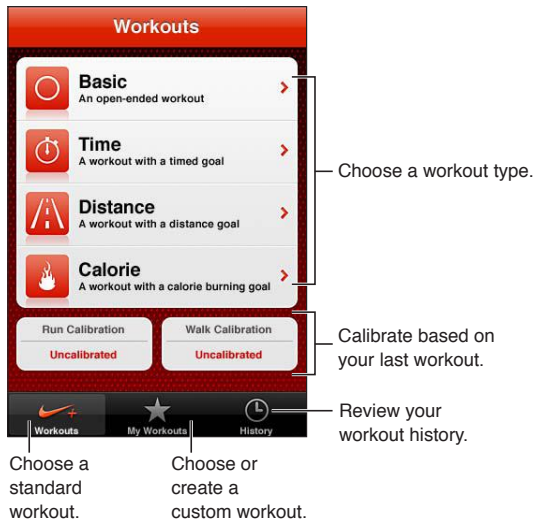 Workouts
Basic
An open-ended workout
Time
A workout with a timed goal
Distance
A workout with a distance goal
Calorie
A workout with a calorie burning goal
Choose a workout type.
Run Calibration
Uncalibrated
Walk Calibration
Uncalibrated
Calibrate based on
your last workout.
Workouts
My Workouts
History
Review your
workout history.
Choose a
standard
workout.
Choose or
create a
custom workout.